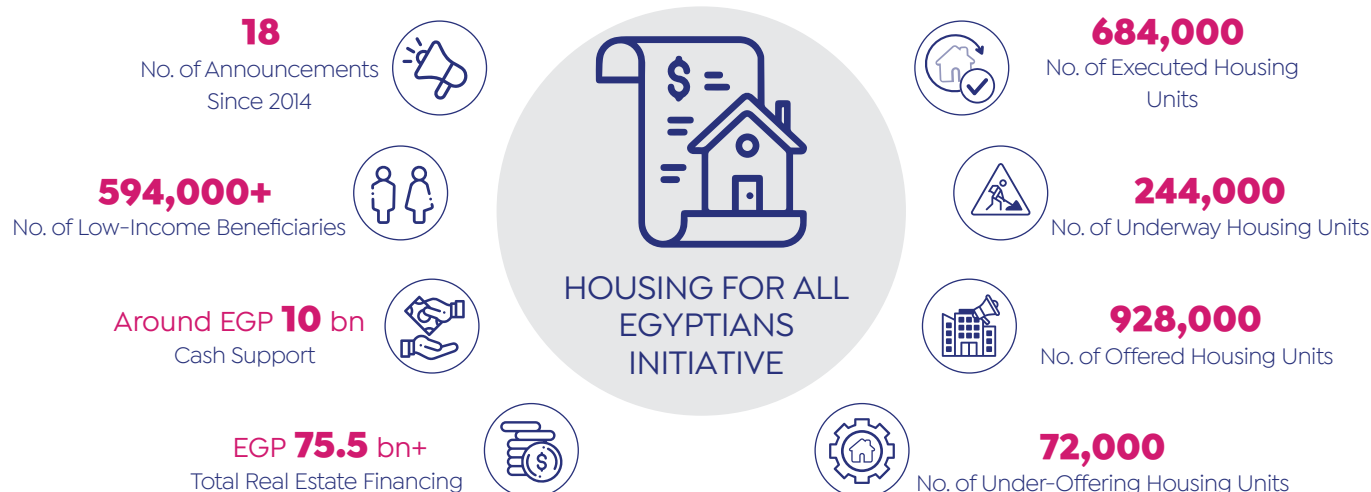 18
No. of Announcements
Since 2014
594,000+
No. of Low-Income Beneficiaries
Around EGP 10 bn
Cash Support
EGP 75.5 bn+
Total Real Estate Financing
$
HOUSING FOR ALL
EGYPTIANS
INITIATIVE
$
684,000
No. of Executed Housing
Units
244,000
No. of Underway Housing Units
928,000
No. of Offered Housing Units
72,000
No. of Under-Offering Housing Units